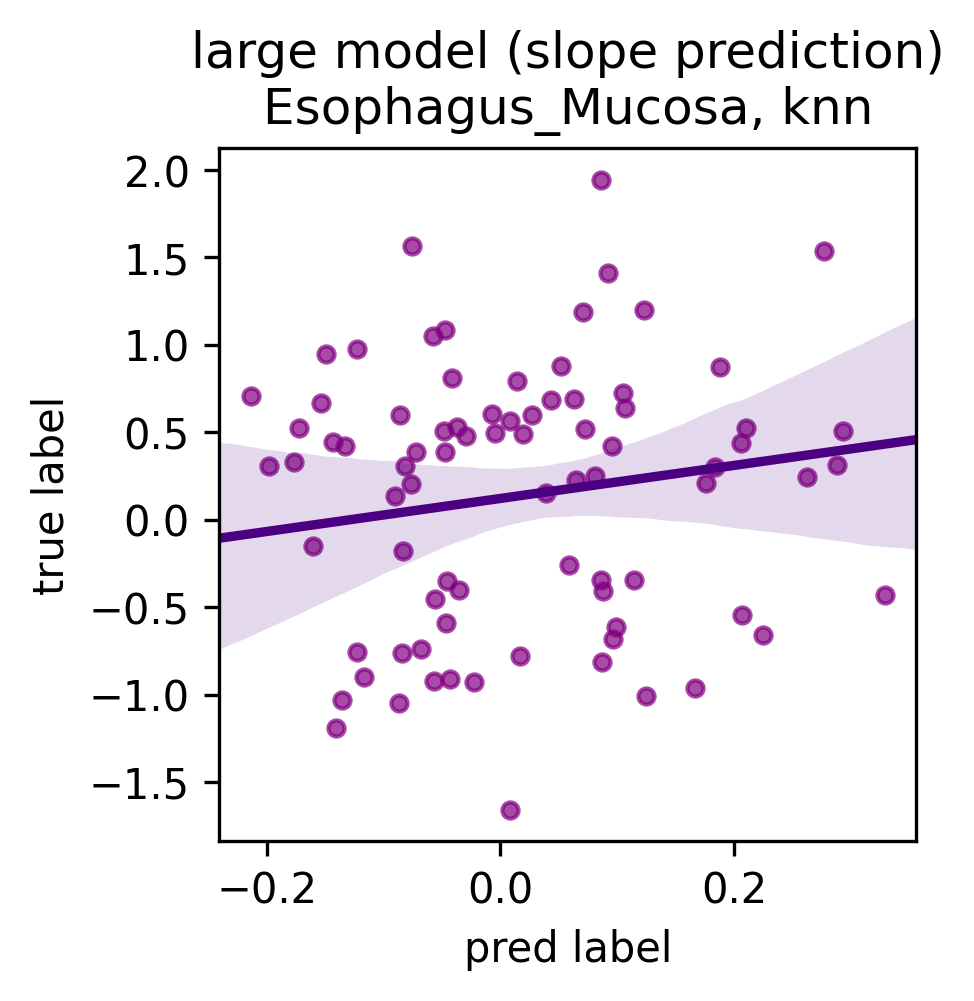 large model (slope prediction)
Esophagus_Mucosa, knn
2.0
1.5
1.0
0.5
0.0
−0.5
−1.0
−1.5
true label
−0.2
0.0
0.2
pred label